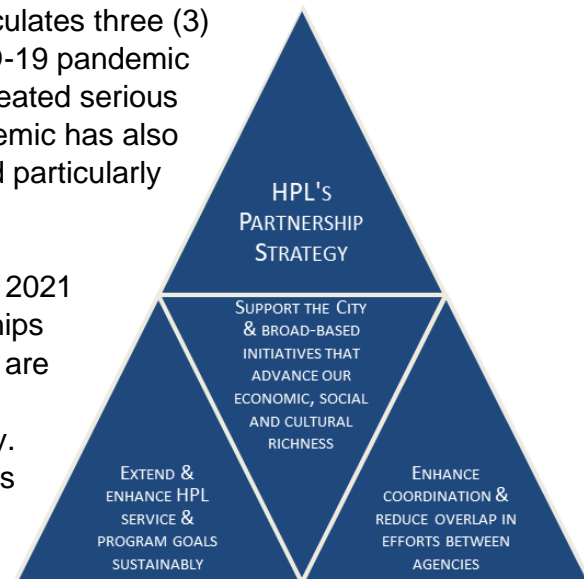 culates three (3)
D-19 pandemic
eated serious
emic has also
d particularly
2021
hips
are
y.
s
HPL's
PARTNERSHIP
STRATEGY
SUPPORT THE CITY
& BROAD-BASED
INITIATIVES THAT
ADVANCE OUR
ECONOMIC, SOCIAL
AND CULTURAL
RICHNESS
EXTEND &
ENHANCE HPL
SERVICE &
PROGRAM GOALS
SUSTAINABLY
ENHANCE
COORDINATION &
REDUCE OVERLAP IN
EFFORTS BETWEEN
AGENCIES